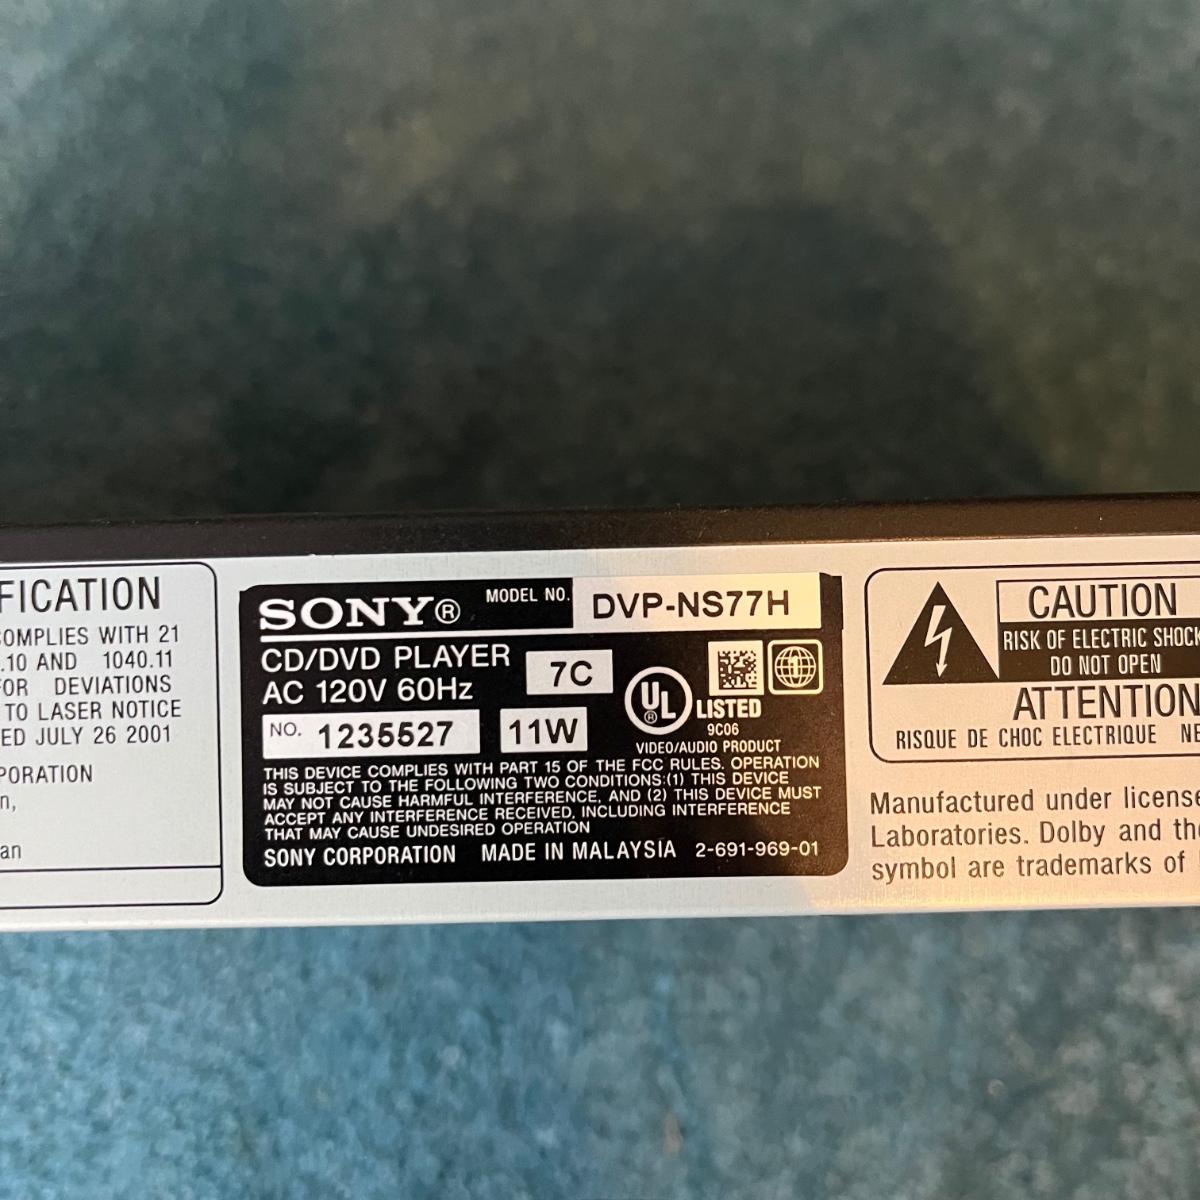 FICATION
OMPLIES WITH 21
.10 AND 1040.11
FOR DEVIATIONS
TO LASER NOTICE
ED JULY 26 2001
PORATION
n,
an
SONY® MODEL NO. DVP-NS77H
CD/DVD PLAYER
AC 120V 60Hz
7C
NO. 1235527
11W
UL® LISTED
1
9C06
VIDEO/AUDIO PRODUCT
THIS DEVICE COMPLIES WITH PART 15 OF THE FCC RULES. OPERATION
IS SUBJECT TO THE FOLLOWING TWO CONDITIONS:(1) THIS DEVICE
MAY NOT CAUSE HARMFUL INTERFERENCE, AND (2) THIS DEVICE MUST
ACCEPT ANY INTERFERENCE RECEIVED, INCLUDING INTERFERENCE
THAT MAY CAUSE UNDESIRED OPERATION
SONY CORPORATION MADE IN MALAYSIA 2-691-969-01
CAUTION
RISK OF ELECTRIC SHOCK
DO NOT OPEN
ATTENTION
RISQUE DE CHOC ELECTRIQUE NE
Manufactured under license
Laboratories. Dolby and the
symbol are trademarks of